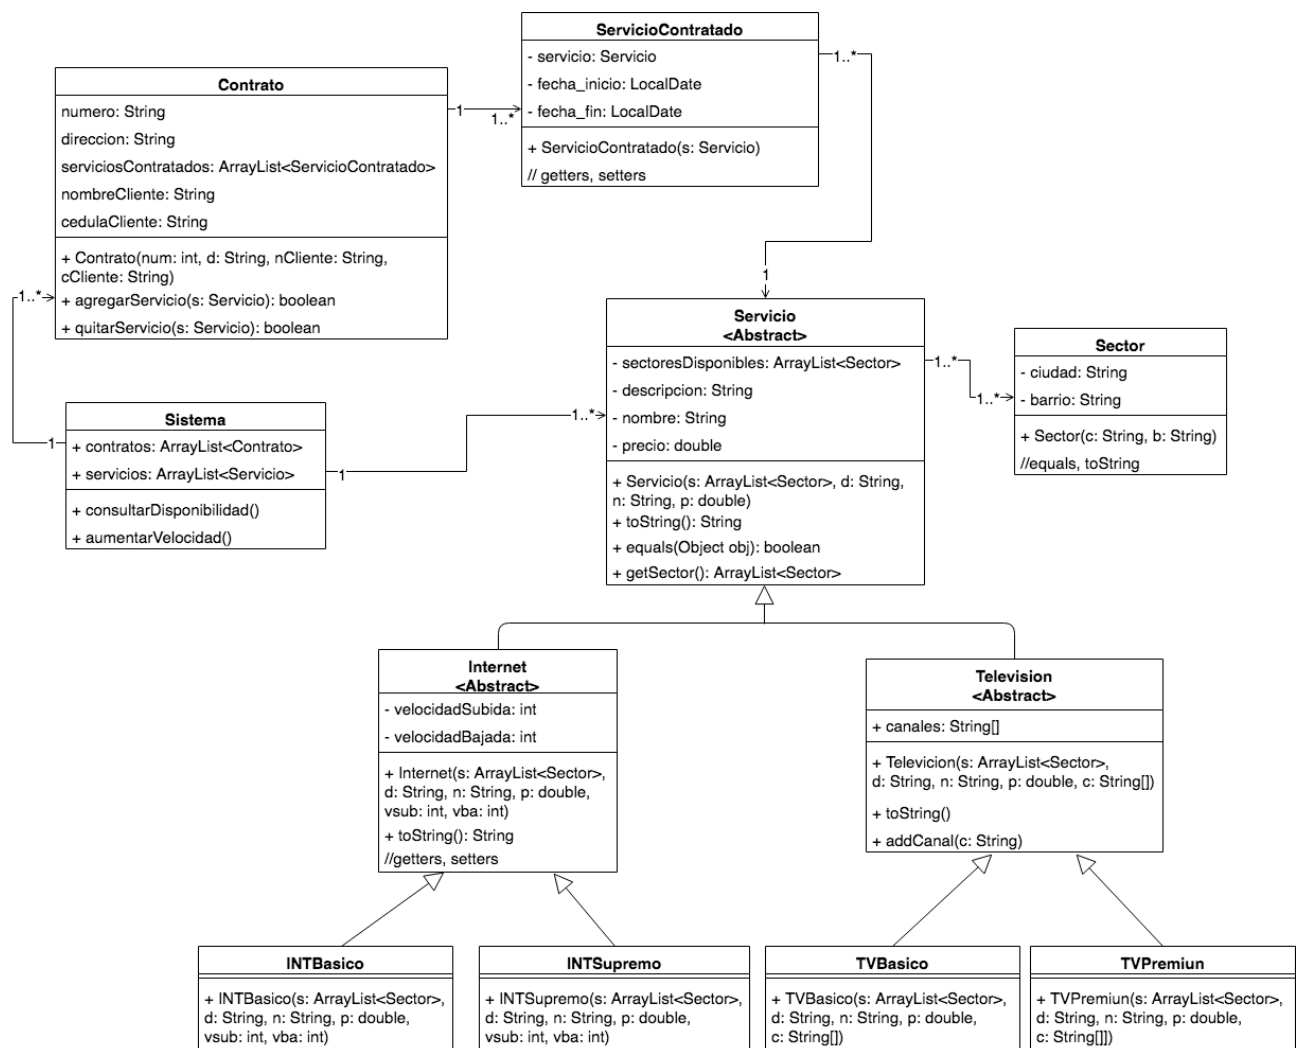 ServicioContratado
- servicio: Servicio
- fecha_inicio: LocalDate
- fecha_fin: LocalDate
+ ServicioContratado(s: Servicio)
// getters, setters
1..*
Contrato
numero: String
direccion: String
serviciosContratados: ArrayList<ServicioContratado>
nombreCliente: String
cedulaCliente: String
+ Contrato(num: int, d: String, nCliente: String,
cCliente: String)
+ agregarServicio(s: Servicio): boolean
+ quitarServicio(s: Servicio): boolean
1
1..*
1..*
1
Servicio
<Abstract>
- sectoresDisponibles: ArrayList<Sector>
- descripcion: String
- nombre: String
- precio: double
+ Servicio(s: ArrayList<Sector>, d: String,
n: String, p: double)
+ toString(): String
+ equals(Object obj): boolean
+ getSector(): ArrayList<Sector>
1..*
1..*
Sector
- ciudad: String
- barrio: String
+ Sector(c: String, b: String)
//equals, toString
Sistema
+ contratos: ArrayList<Contrato>
+ servicios: ArrayList<Servicio>
+ consultarDisponibilidad()
+ aumentarVelocidad()
1
1
1..*
Internet
<Abstract>
- velocidadSubida: int
- velocidadBajada: int
+ Internet(s: ArrayList<Sector>,
d: String, n: String, p: double,
vsub: int, vba: int)
+ toString(): String
//getters, setters
Television
<Abstract>
+ canales: String[]
+ Televicion(s: ArrayList<Sector>,
d: String, n: String, p: double, c: String[])
+ toString()
+ addCanal(c: String)
INTBasico
+ INTBasico(s: ArrayList<Sector>,
d: String, n: String, p: double,
vsub: int, vba: int)
INTSupremo
+ INTSupremo(s: ArrayList<Sector>,
d: String, n: String, p: double,
vsub: int, vba: int)
TVBasico
+ TVBasico(s: ArrayList<Sector>,
d: String, n: String, p: double,
c: String[])
TVPremiun
+ TVPremiun(s: ArrayList<Sector>,
d: String, n: String, p: double,
c: String[]])